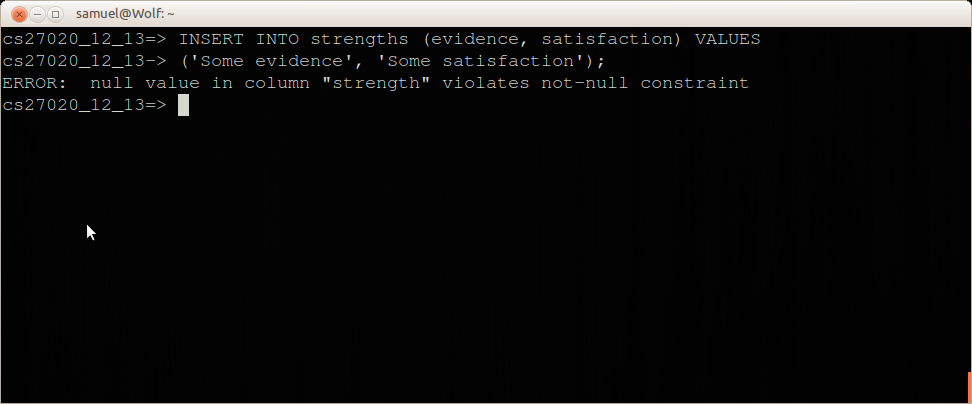 samuel@Wolf: ~
cs27020_12_13=> INSERT INTO strengths (evidence, satisfaction) VALUES
cs27020_12_13-> ('Some evidence', 'Some satisfaction');
ERROR:  null value in column "strength" violates not-null constraint
cs27020_12_13=>